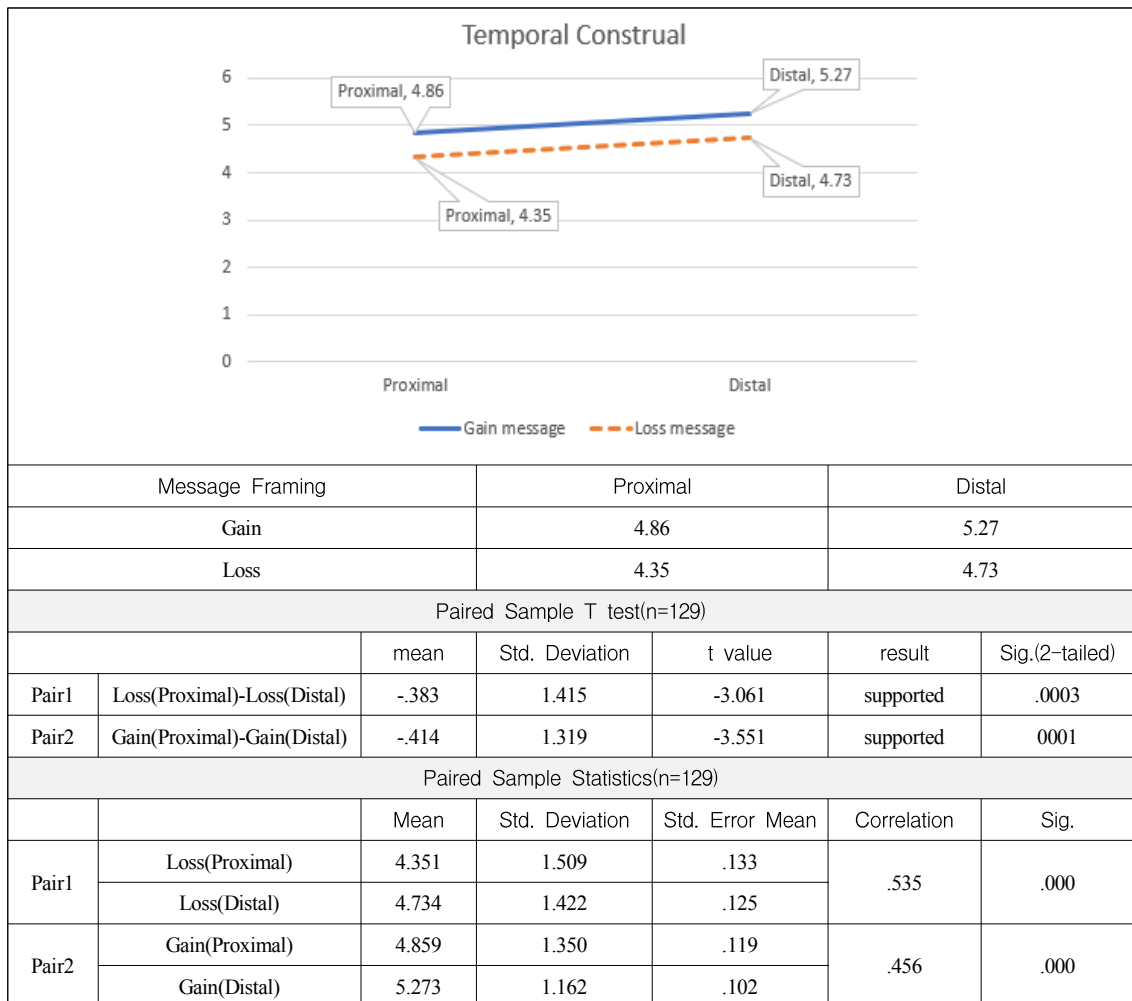 Temporal Construal
6
5
4
3
2
1
0
Proximal, 4.86
Distal, 5.27
Proximal, 4.35
Distal, 4.73
Proximal Distal
Gain message Loss message
Message Framing Proximal Distal
Gain 4.86 5.27
Loss 4.35 4.73
Paired Sample T test(n=129)
mean Std. Deviation t value result Sig.(2-tailed)
Pair1 Loss(Proximal)-Loss(Distal) -.383 1.415 -3.061 supported .0003
Pair2 Gain(Proximal)-Gain(Distal) -.414 1.319 -3.551 supported 0001
Paired Sample Statistics(n=129)
Mean Std. Deviation Std. Error Mean Correlation Sig.
Pair1 Loss(Proximal) 4.351 1.509 .133 .535 .000
Loss(Distal) 4.734 1.422 .125
Pair2 Gain(Proximal) 4.859 1.350 .119 .456 .000
Gain(Distal) 5.273 1.162 .102